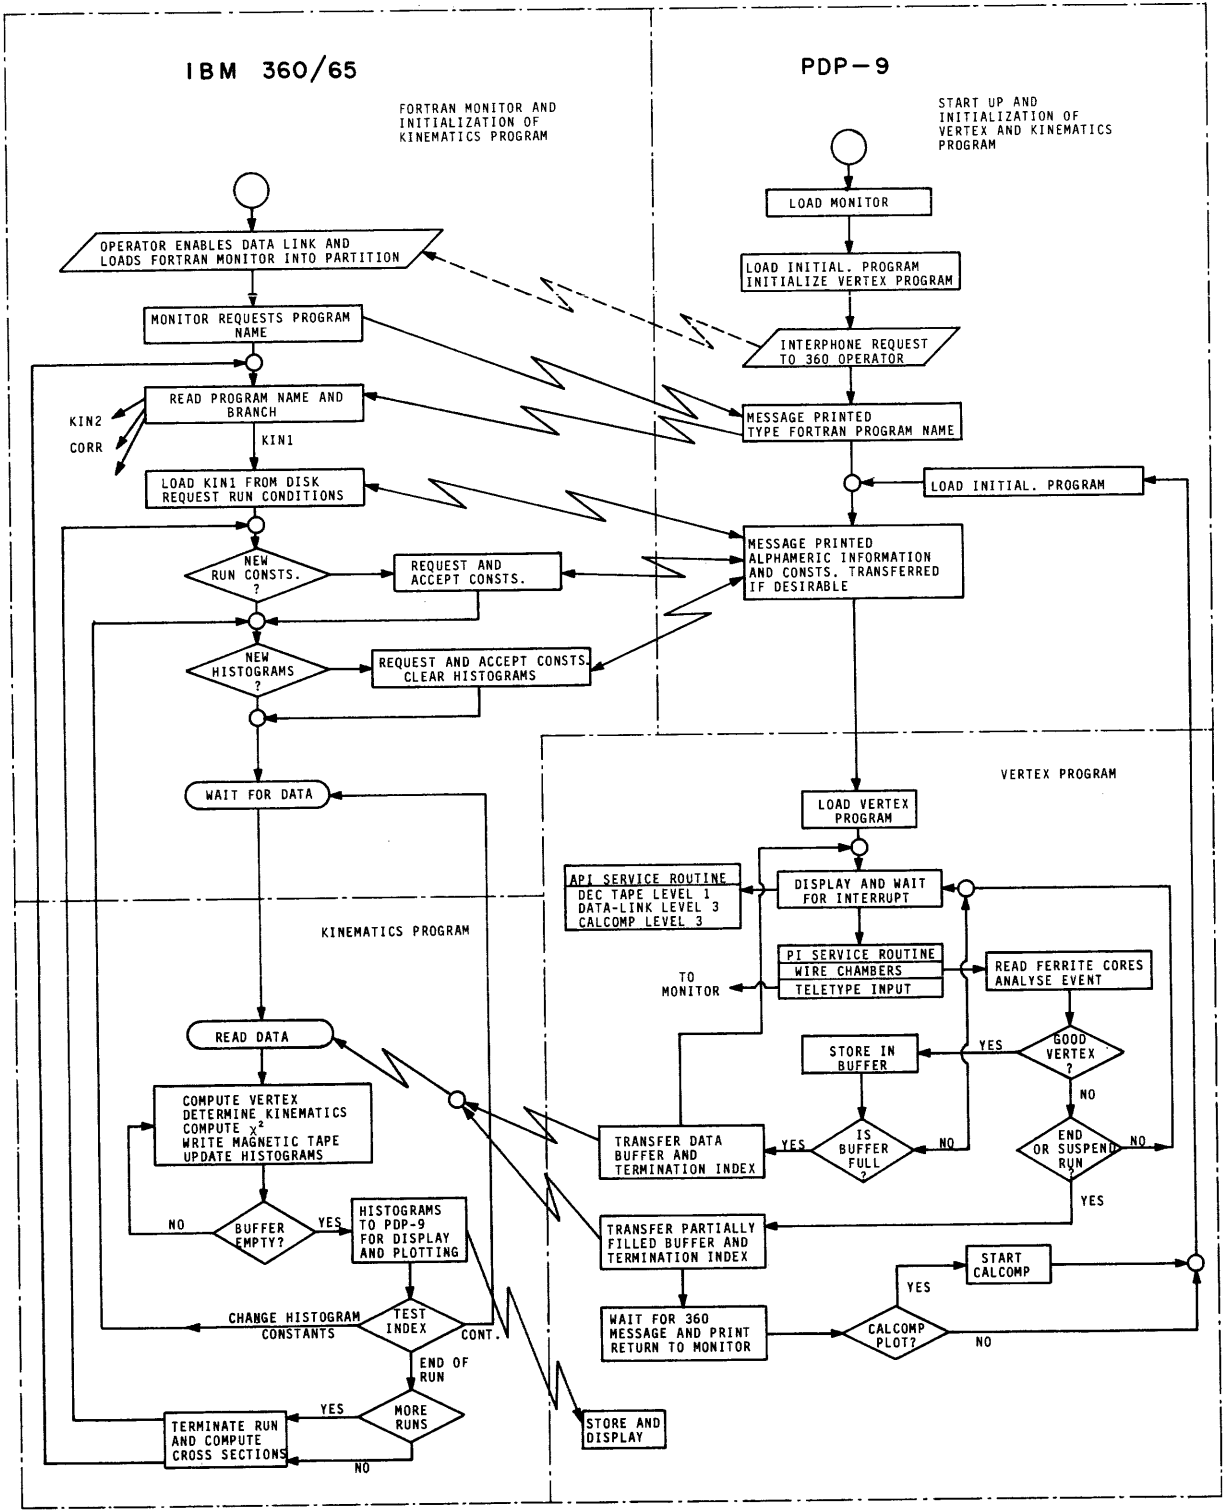 IBM 360/65
FORTRAN MONITOR AND
INITIALIZATION OF
KINEMATICS PROGRAM
OPERATOR ENABLES DATA LINK AND
LOADS FORTRAN MONITOR INTO PARTITION
MONITOR REQUESTS PROGRAM
NAME
READ PROGRAM NAME AND
BRANCH
KIN2
CORR
KIN1
LOAD KIN1 FROM DISK
REQUEST RUN CONDITIONS
NEW
RUN CONSTS.
?
REQUEST AND
ACCEPT CONSTS.
NEW
HISTOGRAMS
?
REQUEST AND ACCEPT CONSTS.
CLEAR HISTOGRAMS
WAIT FOR DATA
PDP-9
START UP AND
INITIALIZATION OF
VERTEX AND KINEMATICS
PROGRAM
LOAD MONITOR
LOAD INITIAL. PROGRAM
INITIALIZE VERTEX PROGRAM
INTERPHONE REQUEST
TO 360 OPERATOR
MESSAGE PRINTED
TYPE FORTRAN PROGRAM NAME
LOAD INITIAL. PROGRAM
MESSAGE PRINTED
ALPHAMERIC INFORMATION
AND CONSTS. TRANSFERRED
IF DESIRABLE
KINEMATICS PROGRAM
READ DATA
COMPUTE VERTEX
DETERMINE KINEMATICS
COMPUTE χ²
WRITE MAGNETIC TAPE
UPDATE HISTOGRAMS
NO
BUFFER
EMPTY?
YES
HISTOGRAMS
TO PDP-9
FOR DISPLAY
AND PLOTTING
CHANGE HISTOGRAM
CONSTANTS
TEST
INDEX
CONT.
END OF
RUN
YES
MORE
RUNS
NO
TERMINATE RUN
AND COMPUTE
CROSS SECTIONS
VERTEX PROGRAM
LOAD VERTEX
PROGRAM
API SERVICE ROUTINE
DEC TAPE LEVEL 1
DATA-LINK LEVEL 3
CALCOMP LEVEL 3
DISPLAY AND WAIT
FOR INTERRUPT
TO
MONITOR
PI SERVICE ROUTINE
WIRE CHAMBERS
TELETYPE INPUT
READ FERRITE CORES
ANALYSE EVENT
STORE IN
BUFFER
YES
GOOD
VERTEX
?
NO
TRANSFER DATA
BUFFER AND
TERMINATION INDEX
YES
IS
BUFFER
FULL
?
NO
END
OR SUSPEND
RUN
?
NO
YES
TRANSFER PARTIALLY
FILLED BUFFER AND
TERMINATION INDEX
START
CALCOMP
YES
WAIT FOR 360
MESSAGE AND PRINT
RETURN TO MONITOR
CALCOMP
PLOT?
NO
STORE AND
DISPLAY